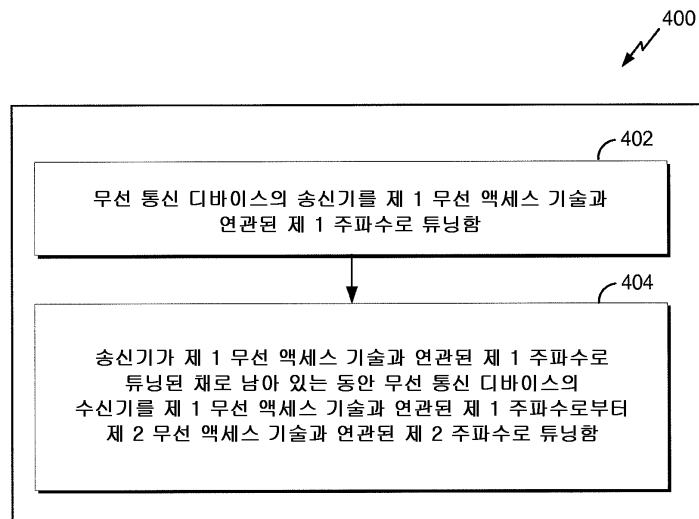 400
402
무선 통신 디바이스의 송신기를 제 1 무선 액세스 기술과
연관된 제 1 주파수로 튜닝함
404
송신기가 제 1 무선 액세스 기술과 연관된 제 1 주파수로
튜닝된 채로 남아 있는 동안 무선 통신 디바이스의
수신기를 제 1 무선 액세스 기술과 연관된 제 1 주파수로부터
제 2 무선 액세스 기술과 연관된 제 2 주파수로 튜닝함